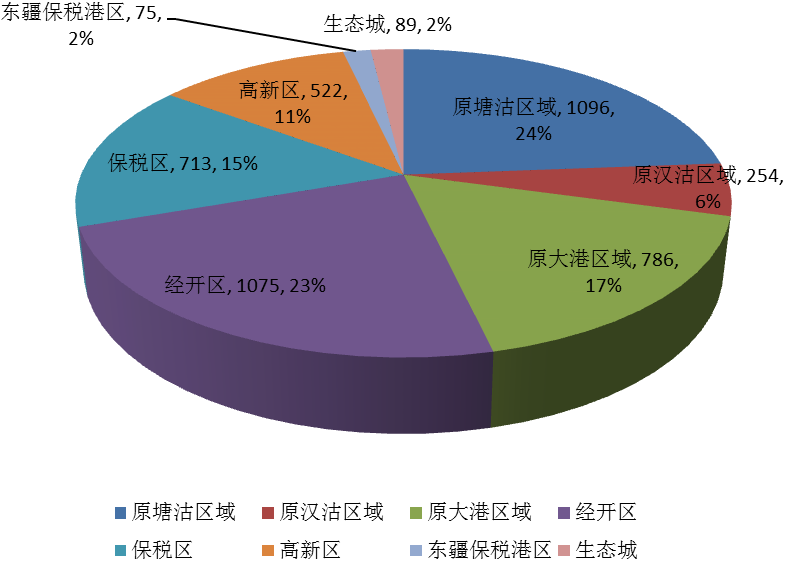 东疆保税港区, 75,
2%
生态城, 89, 2%
高新区, 522,
11%
原塘沽区域, 1096,
24%
保税区, 713, 15%
原汉沽区域, 254,
6%
原大港区域, 786,
17%
经开区, 1075, 23%
原塘沽区域 原汉沽区域 原大港区域 经开区
保税区 高新区 东疆保税港区 生态城